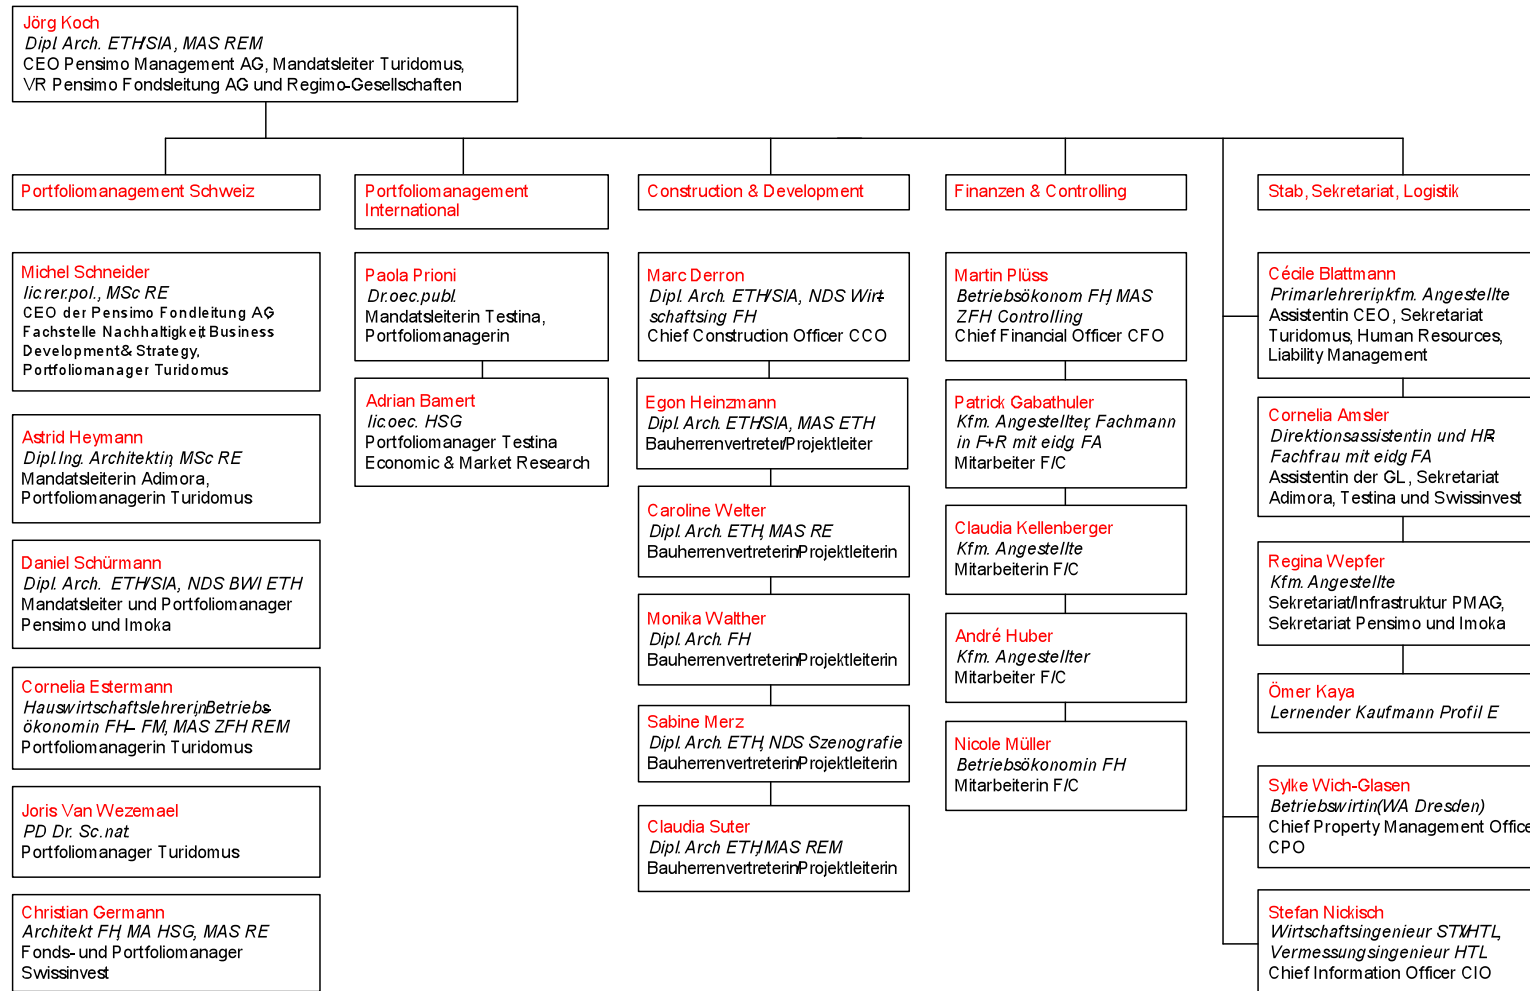 Jörg Koch
Dipl. Arch. ETH/SIA, MAS REM
CEO Pensimo Management AG, Mandatsleiter Turidomus,
VR Pensimo Fondsleitung AG und Regimo-Gesellschaften
Portfoliomanagement Schweiz
Michel Schneider
lic.rer.pol., MSc RE
CEO der Pensimo Fondleitung AG
Fachstelle Nachhaltigkeit, Business
Development & Strategy,
Portfoliomanager Turidomus
Astrid Heymann
Dipl.Ing. Architektin, MSc RE
Mandatsleiterin Adimora,
Portfoliomanagerin Turidomus
Daniel Schürmann
Dipl. Arch. ETH/SIA, NDS BWI ETH
Mandatsleiter und Portfoliomanager
Pensimo und Imoka
Cornelia Estermann
Hauswirtschaftslehrerin, Betriebs-
ökonomin FH – FM, MAS ZFH REM
Portfoliomanagerin Turidomus
Joris Van Wezemael
PD Dr. Sc.nat.
Portfoliomanager Turidomus
Christian Germann
Architekt FH, MA HSG, MAS RE
Fonds- und Portfoliomanager
Swissinvest
Portfoliomanagement
International
Paola Prioni
Dr.oec.publ.
Mandatsleiterin Testina,
Portfoliomanagerin
Adrian Bamert
lic.oec. HSG
Portfoliomanager Testina
Economic & Market Research
Construction & Development
Marc Derron
Dipl. Arch. ETH/SIA, NDS Wirt-
schaftsing FH
Chief Construction Officer CCO
Egon Heinzmann
Dipl. Arch. ETH/SIA, MAS ETH
Bauherrenvertreter/Projektleiter
Caroline Welter
Dipl. Arch. ETH, MAS RE
Bauherrenvertreterin/Projektleiterin
Monika Walther
Dipl. Arch. FH
Bauherrenvertreterin/Projektleiterin
Sabine Merz
Dipl. Arch. ETH, NDS Szenografie
Bauherrenvertreterin/Projektleiterin
Claudia Suter
Dipl. Arch ETH, MAS REM
Bauherrenvertreterin/Projektleiterin
Finanzen & Controlling
Martin Plüss
Betriebsökonom FH, MAS
ZFH Controlling
Chief Financial Officer CFO
Patrick Gabathuler
Kfm. Angestellter, Fachmann
in F+R mit eidg FA
Mitarbeiter F/C
Claudia Kellenberger
Kfm. Angestellte
Mitarbeiterin F/C
André Huber
Kfm. Angestellter
Mitarbeiter F/C
Nicole Müller
Betriebsökonomin FH
Mitarbeiterin F/C
Stab, Sekretariat, Logistik
Cécile Blattmann
Primarlehrerin, kfm. Angestellte
Assistentin CEO, Sekretariat
Turidomus, Human Resources,
Liability Management
Cornelia Amsler
Direktionsassistentin und HR-
Fachfrau mit eidg FA
Assistentin der GL, Sekretariat
Adimora, Testina und Swissinvest
Regina Wepfer
Kfm. Angestellte
Sekretariat/Infrastruktur PMAG,
Sekretariat Pensimo und Imoka
Ömer Kaya
Lernender Kaufmann Profil E
Sylke Wich-Glasen
Betriebswirtin (WA Dresden)
Chief Property Management Office
CPO
Stefan Nickisch
Wirtschaftsingenieur STV/HTL,
Vermessungsingenieur HTL
Chief Information Officer CIO